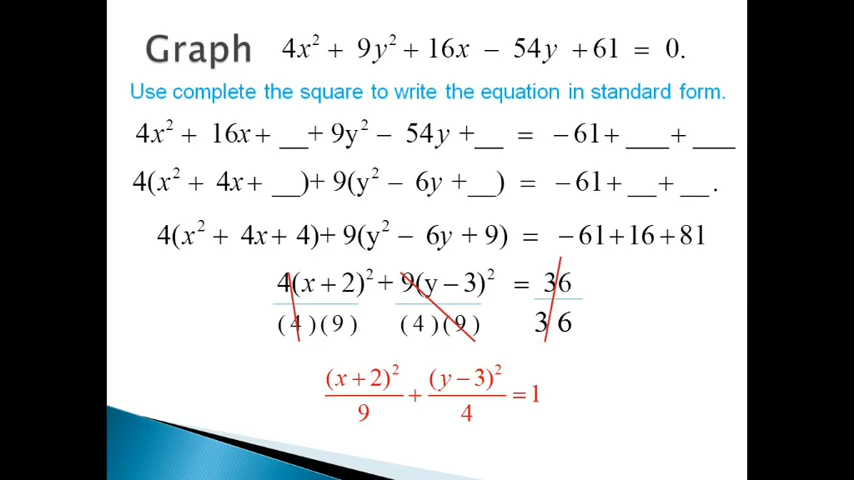 Graph 4x² + 9y² + 16x − 54y + 61 = 0.
Use complete the square to write the equation in standard form.
4x² + 16x + __ + 9y² − 54y + __ = −61 + ___ + ___
4(x² + 4x + __) + 9(y² − 6y + __) = −61 + __ + __.
4(x² + 4x + 4) + 9(y² − 6y + 9) = −61 + 16 + 81
4(x + 2)² + 9(y − 3)² = 36
(4)(9) (4)(9) 36
(x + 2)² + (y − 3)² = 1
9 4